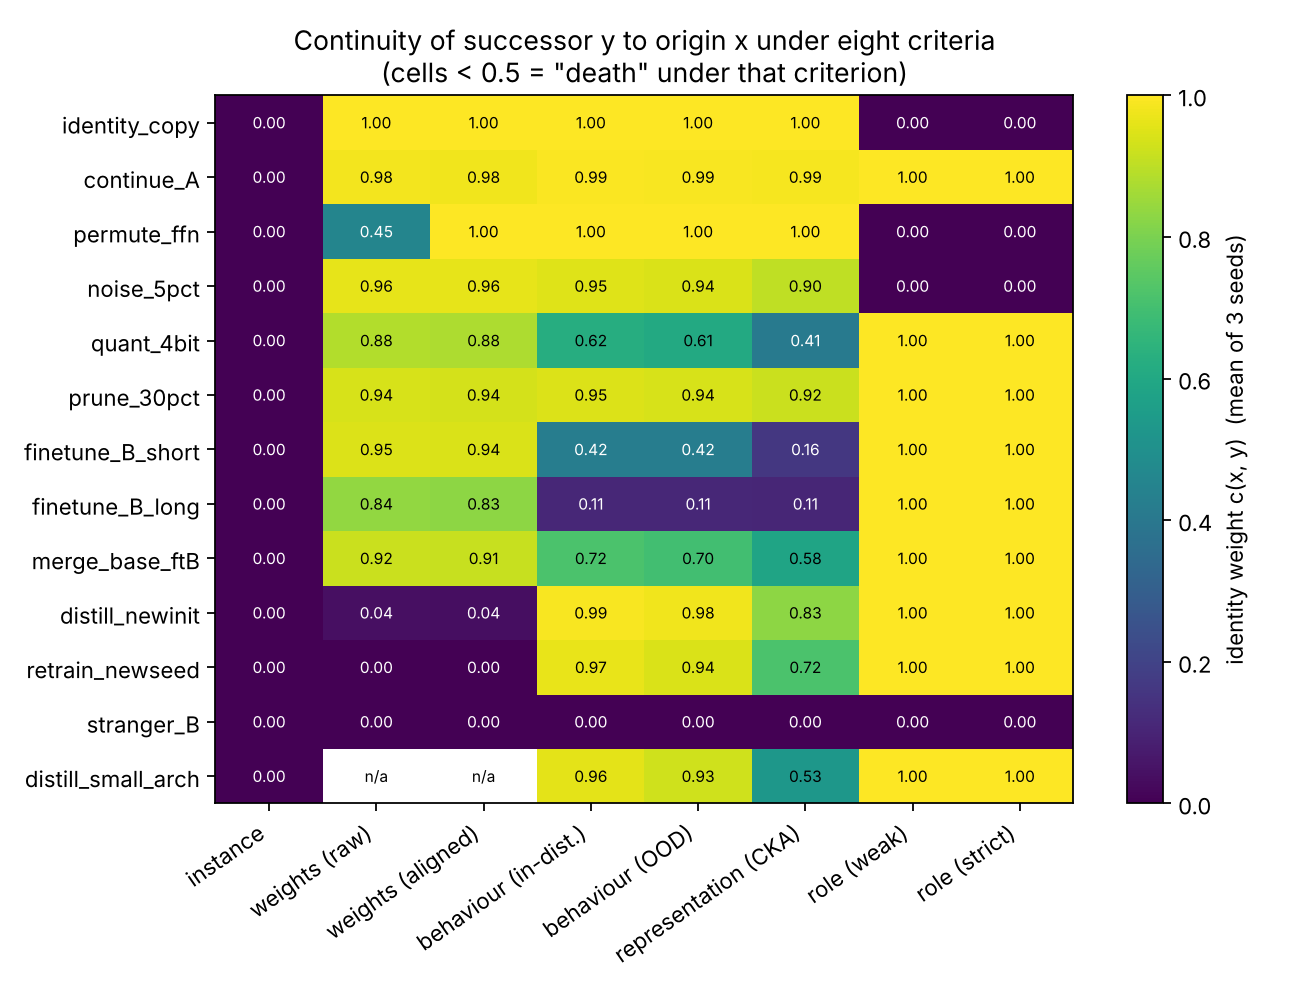 Continuity of successor y to origin x under eight criteria
(cells < 0.5 = "death" under that criterion)
identity_copy 0.00 1.00 1.00 1.00 1.00 1.00 0.00 0.00
continue_A 0.00 0.98 0.98 0.99 0.99 0.99 1.00 1.00
permute_ffn 0.00 0.45 1.00 1.00 1.00 1.00 0.00 0.00
noise_5pct 0.00 0.96 0.96 0.95 0.94 0.90 0.00 0.00
quant_4bit 0.00 0.88 0.88 0.62 0.61 0.41 1.00 1.00
prune_30pct 0.00 0.94 0.94 0.95 0.94 0.92 1.00 1.00
finetune_B_short 0.00 0.95 0.94 0.42 0.42 0.16 1.00 1.00
finetune_B_long 0.00 0.84 0.83 0.11 0.11 0.11 1.00 1.00
merge_base_ftB 0.00 0.92 0.91 0.72 0.70 0.58 1.00 1.00
distill_newinit 0.00 0.04 0.04 0.99 0.98 0.83 1.00 1.00
retrain_newseed 0.00 0.00 0.00 0.97 0.94 0.72 1.00 1.00
stranger_B 0.00 0.00 0.00 0.00 0.00 0.00 0.00 0.00
distill_small_arch 0.00 n/a n/a 0.96 0.93 0.53 1.00 1.00
instance
weights (raw)
weights (aligned)
behaviour (in-dist.)
behaviour (OOD)
representation (CKA)
role (weak)
role (strict)
1.0
0.8
0.6
0.4
0.2
0.0
identity weight c(x, y) (mean of 3 seeds)